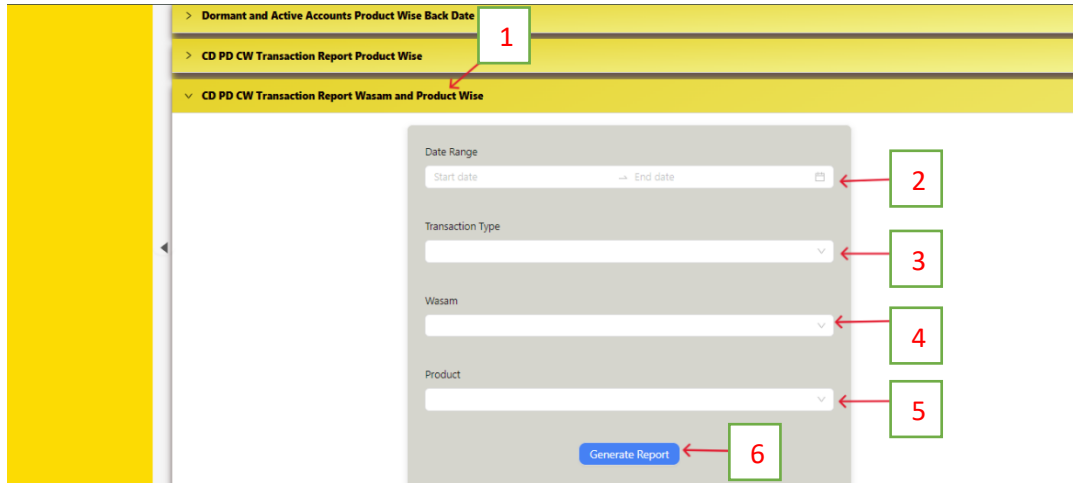 > Dormant and Active Accounts Product Wise Back Date
1
> CD PD CW Transaction Report Product Wise
CD PD CW Transaction Report Wasam and Product Wise
Date Range
Start date → End date
2
Transaction Type
3
Wasam
4
Product
5
Generate Report
6